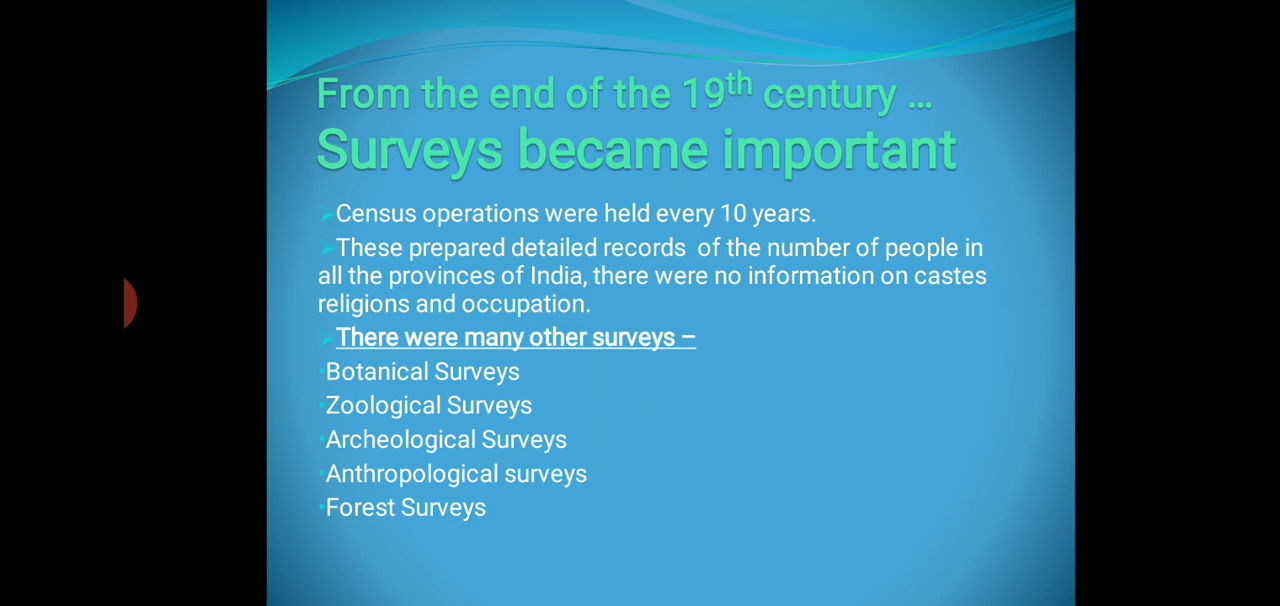 From the end of the 19th century ...
Surveys became important
➢Census operations were held every 10 years.
➢These prepared detailed records  of the number of people in
all the provinces of India, there were no information on castes
religions and occupation.
➢There were many other surveys –
•Botanical Surveys
•Zoological Surveys
•Archeological Surveys
•Anthropological surveys
•Forest Surveys